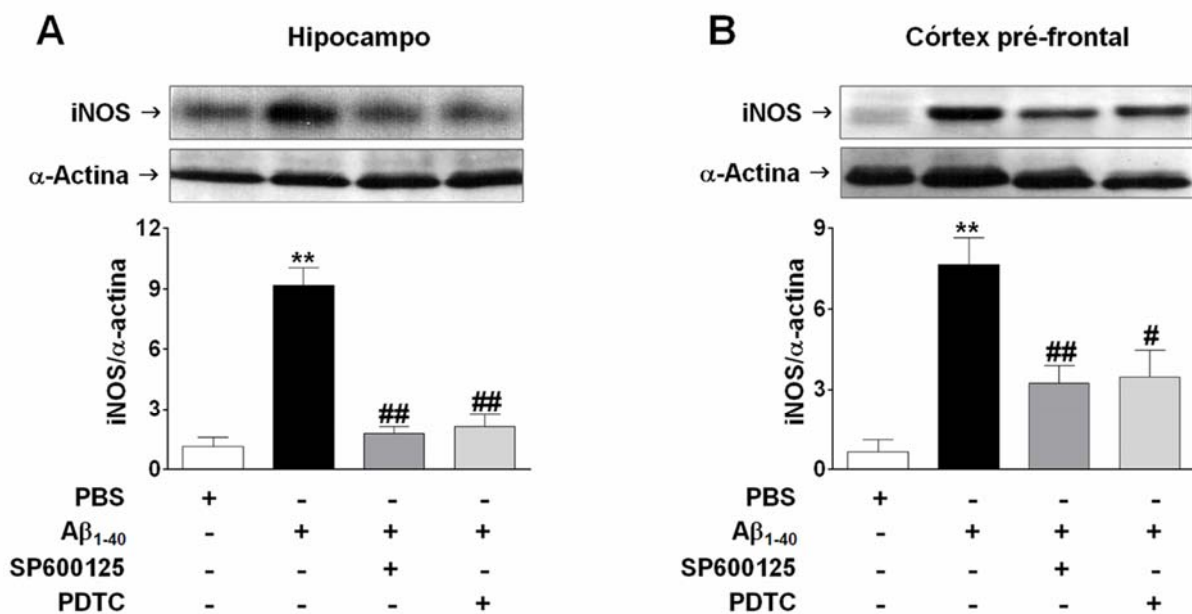 A
Hipocampo
iNOS →
α-Actina →
iNOS/α-actina
12
9
6
3
0
**
##
##
PBS + - - -
Aβ1-40 - + + +
SP600125 - - + -
PDTC - - - +
B
Córtex pré-frontal
iNOS →
α-Actina →
iNOS/α-actina
9
6
3
0
**
##
#
PBS + - - -
Aβ1-40 - + + +
SP600125 - - + -
PDTC - - - +